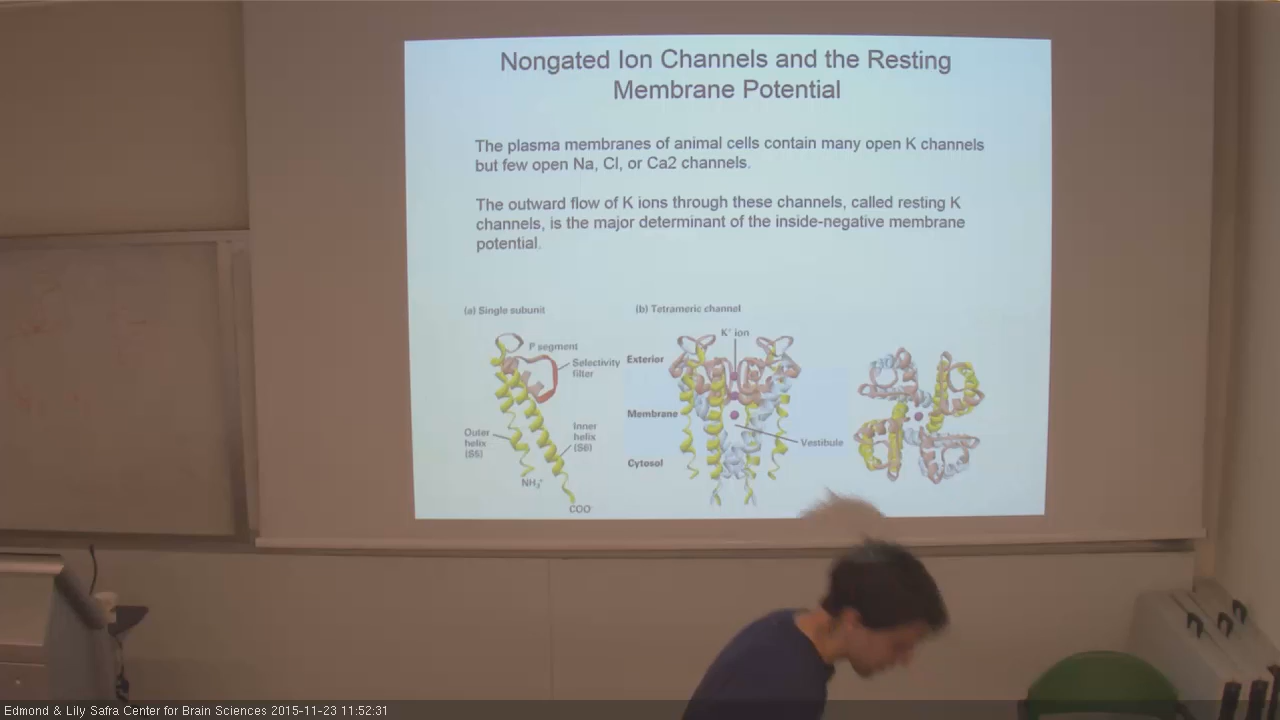 Nongated Ion Channels and the Resting
Membrane Potential
The plasma membranes of animal cells contain many open K channels
but few open Na, Cl, or Ca2 channels.
The outward flow of K ions through these channels, called resting K
channels, is the major determinant of the inside-negative membrane
potential.
(a) Single subunit
P segment
Selectivity
filter
Outer
helix
(S5)
Inner
helix
(S6)
NH₃⁺
COO⁻
(b) Tetrameric channel
K⁺ ion
Exterior
Membrane
Vestibule
Cytosol
Edmond & Lily Safra Center for Brain Sciences 2015-11-23 11:52:31